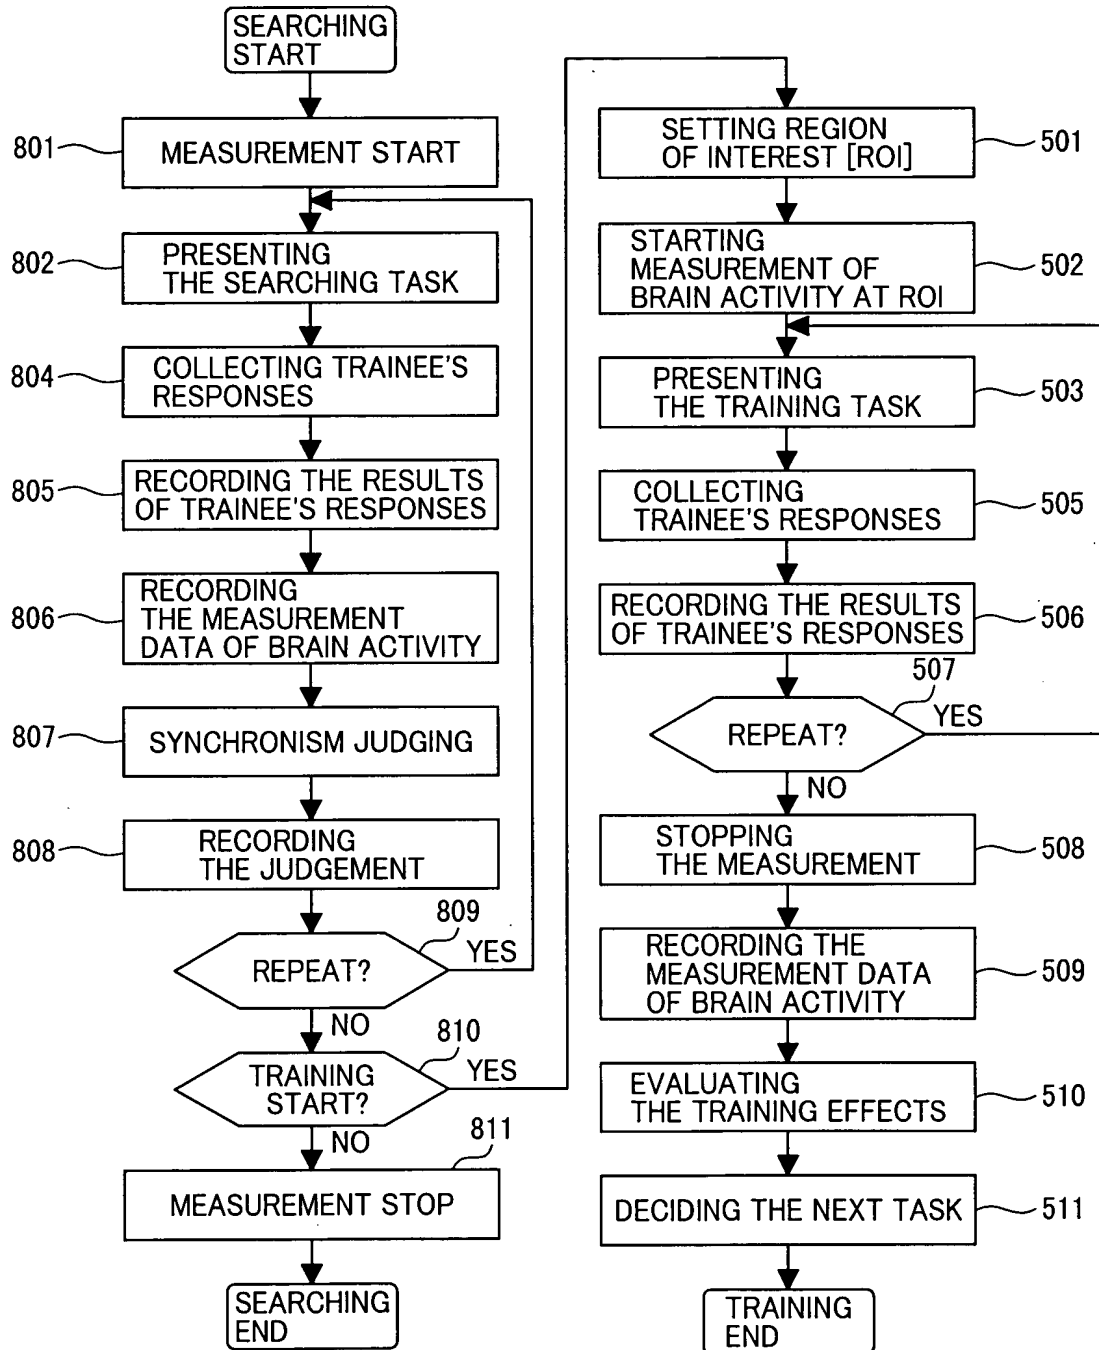 SEARCHING
START
801
MEASUREMENT START
802
PRESENTING
THE SEARCHING TASK
804
COLLECTING TRAINEE'S
RESPONSES
805
RECORDING THE RESULTS
OF TRAINEE'S RESPONSES
806
RECORDING
THE MEASUREMENT
DATA OF BRAIN ACTIVITY
807
SYNCHRONISM JUDGING
808
RECORDING
THE JUDGEMENT
809
REPEAT?
YES
NO
810
TRAINING
START?
YES
NO
811
MEASUREMENT STOP
SEARCHING
END
SETTING REGION
OF INTEREST [ROI]
501
STARTING
MEASUREMENT OF
BRAIN ACTIVITY AT ROI
502
PRESENTING
THE TRAINING TASK
503
COLLECTING
TRAINEE'S RESPONSES
505
RECORDING THE RESULTS
OF TRAINEE'S RESPONSES
506
507
REPEAT?
YES
NO
STOPPING
THE MEASUREMENT
508
RECORDING THE
MEASUREMENT DATA
OF BRAIN ACTIVITY
509
EVALUATING
THE TRAINING EFFECTS
510
DECIDING THE NEXT TASK
511
TRAINING
END